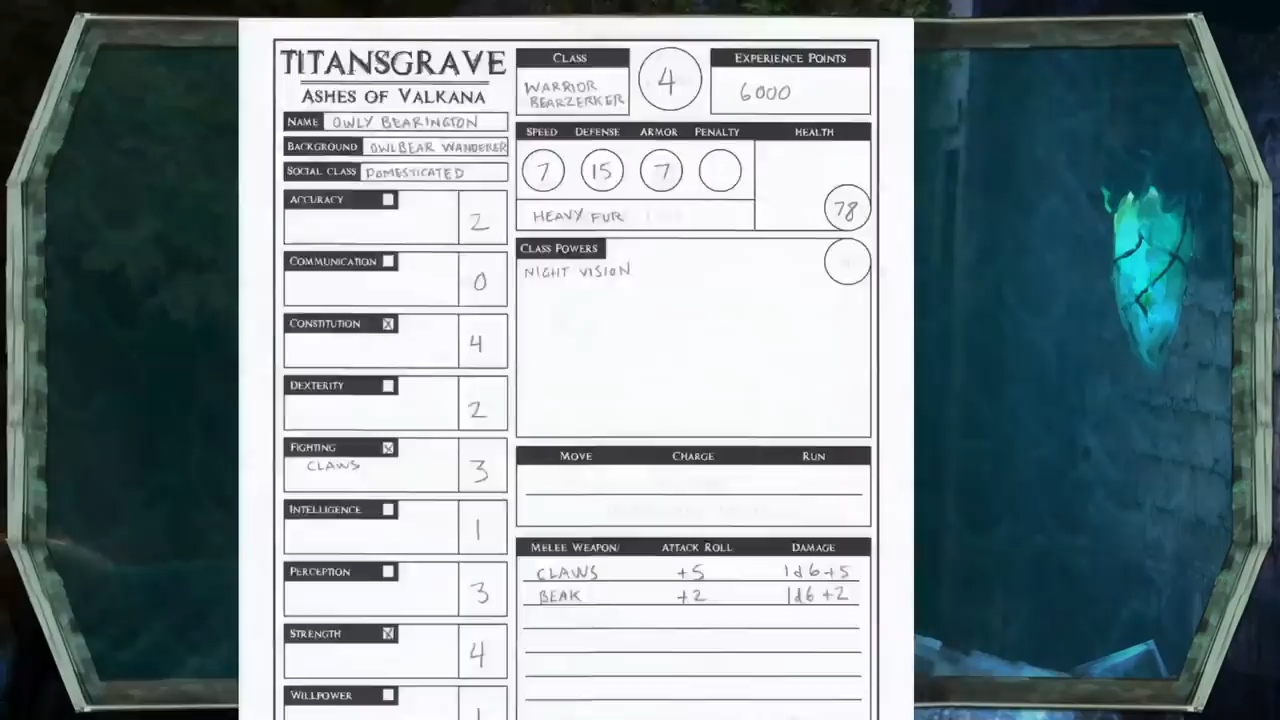 TITANSGRAVE
ASHES OF VALKANA
NAME OWLY BEARINGTON
BACKGROUND OWLBEAR WANDERER
SOCIAL CLASS DOMESTICATED
ACCURACY 2
COMMUNICATION 0
CONSTITUTION X 4
DEXTERITY 2
FIGHTING X 3
CLAWS
INTELLIGENCE 1
PERCEPTION 3
STRENGTH X 4
WILLPOWER 1
CLASS
WARRIOR
BEARZERKER
4
EXPERIENCE POINTS
6000
SPEED DEFENSE ARMOR PENALTY HEALTH
7 15 7
78
HEAVY FUR
CLASS POWERS
NIGHT VISION
MOVE CHARGE RUN
MELEE WEAPON/ ATTACK ROLL DAMAGE
CLAWS +5 1d6+5
BEAK +2 1d6+2